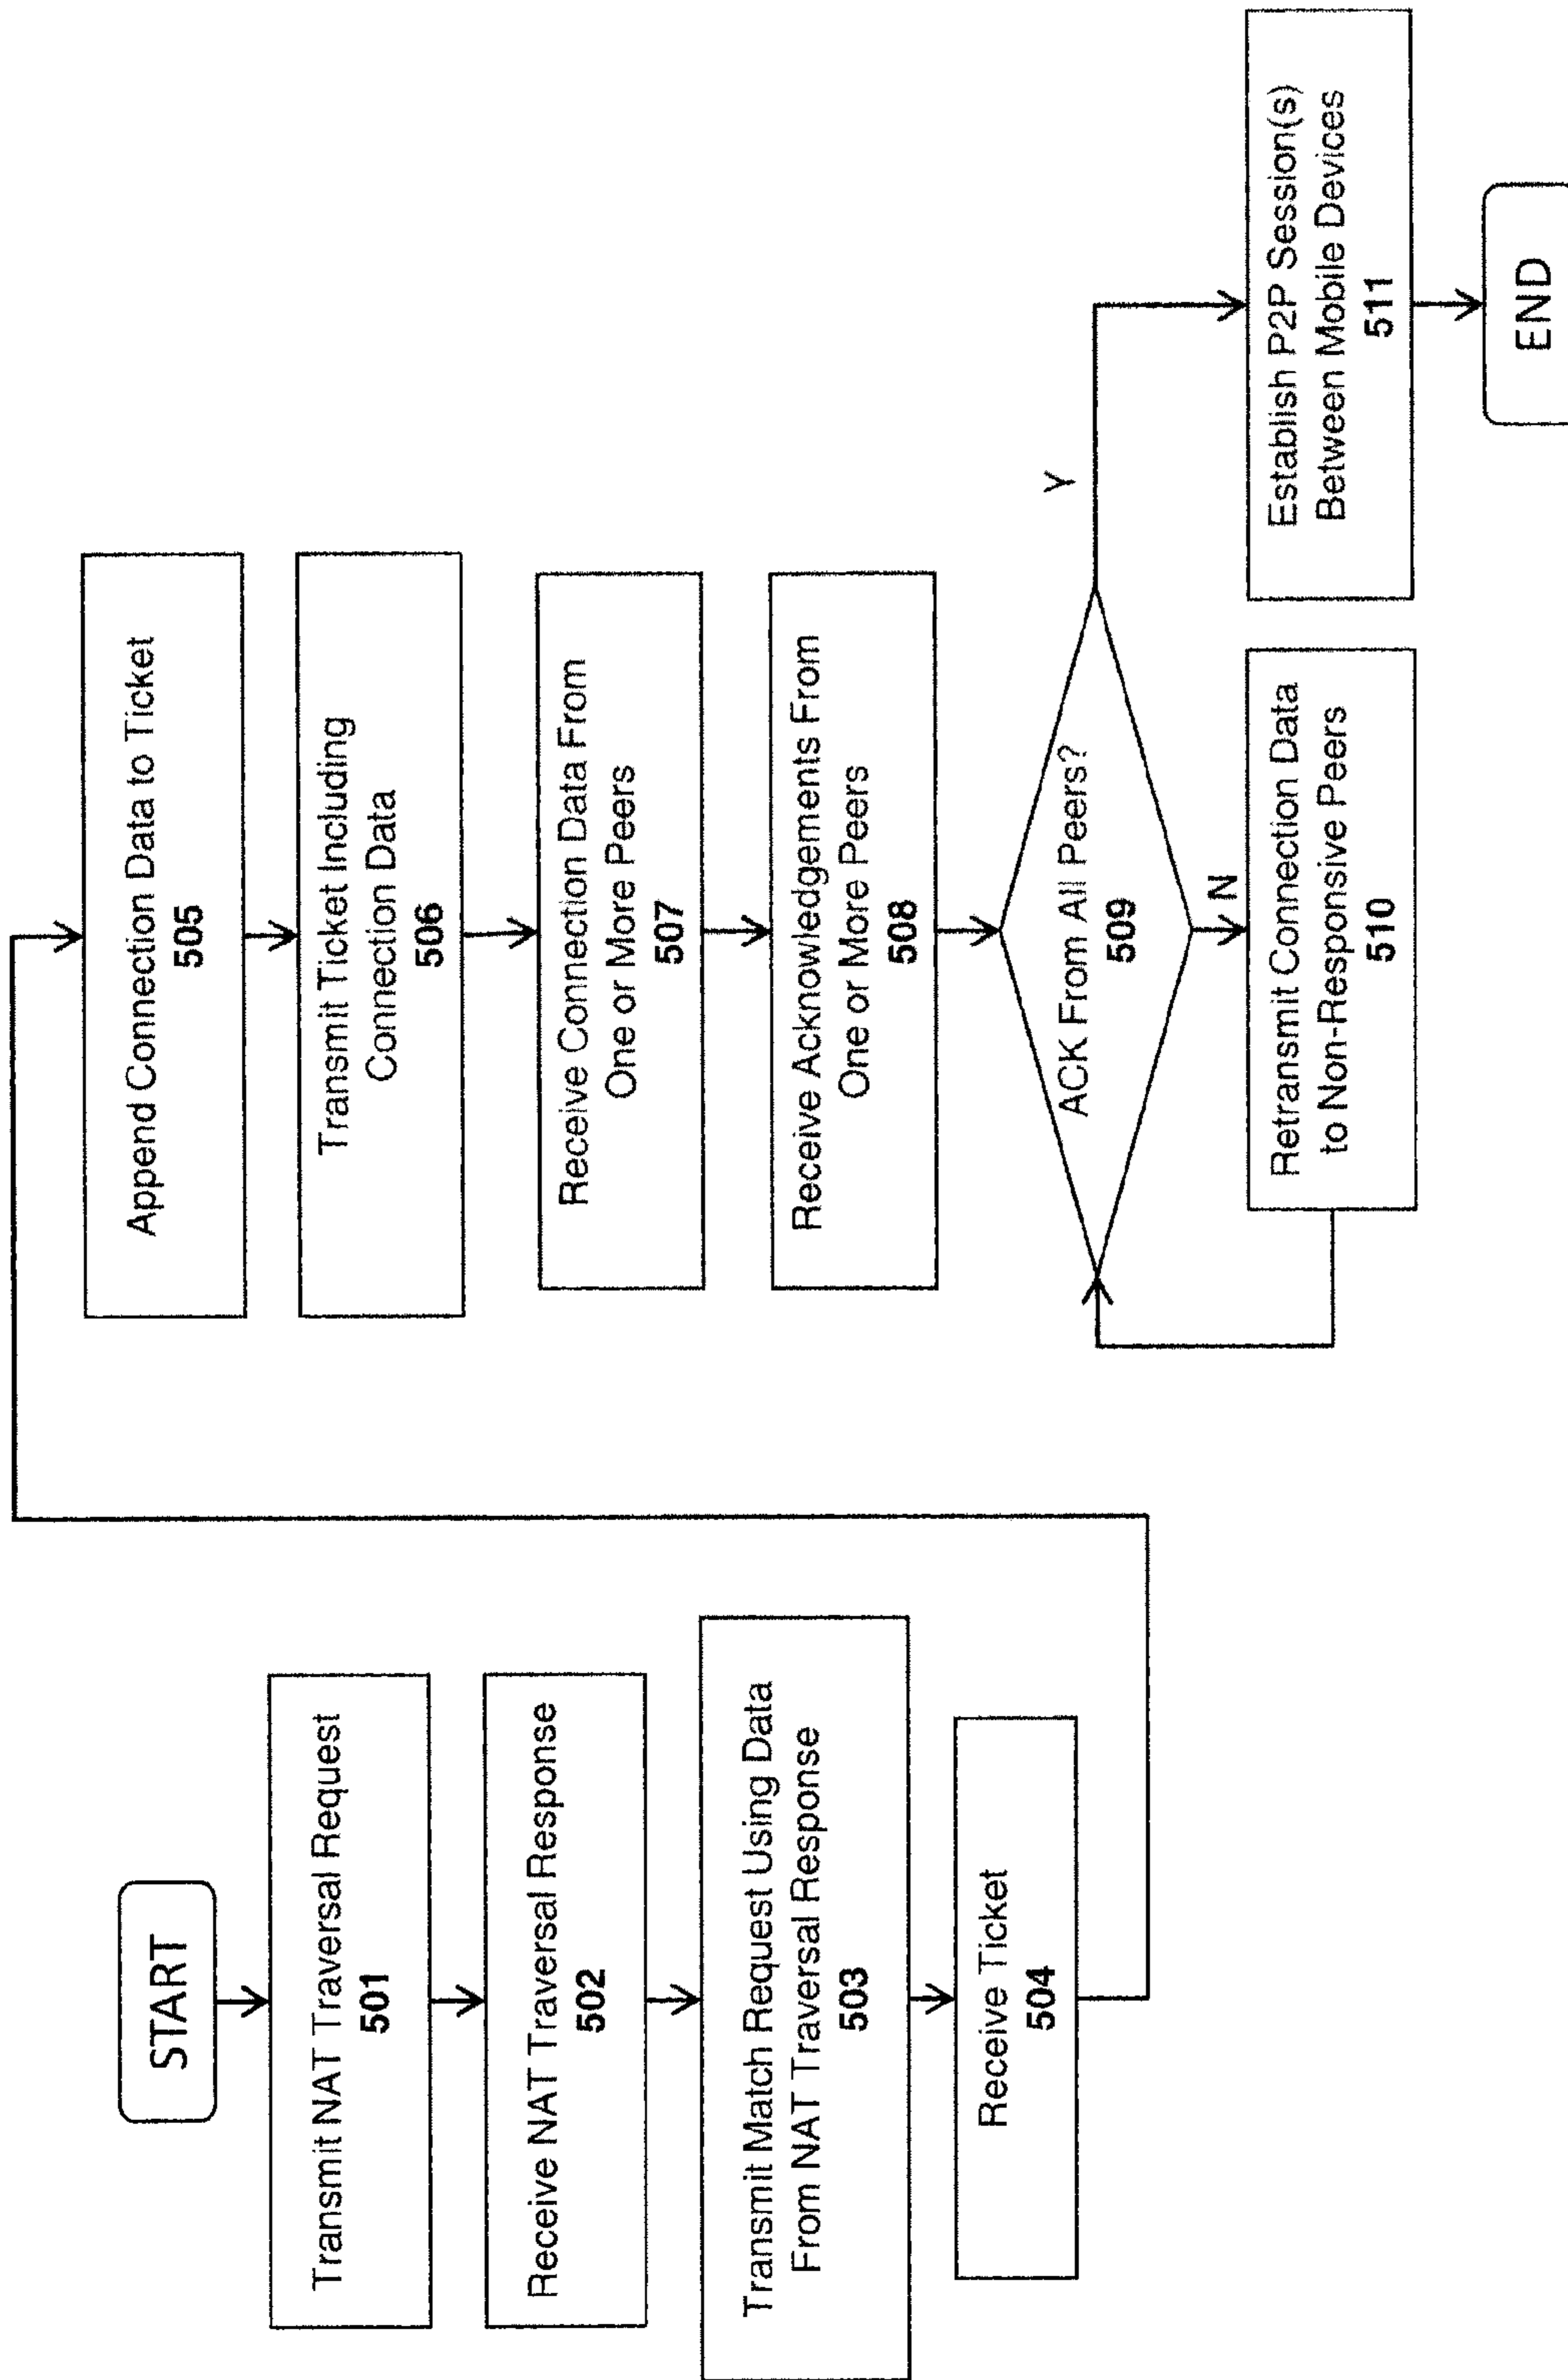 START
Transmit NAT Traversal Request
501
Receive NAT Traversal Response
502
Transmit Match Request Using Data
From NAT Traversal Response
503
Receive Ticket
504
Append Connection Data to Ticket
505
Transmit Ticket Including
Connection Data
506
Receive Connection Data From
One or More Peers
507
Receive Acknowledgements From
One or More Peers
508
ACK From All Peers?
509
Y
N
Retransmit Connection Data
to Non-Responsive Peers
510
Establish P2P Session(s)
Between Mobile Devices
511
END